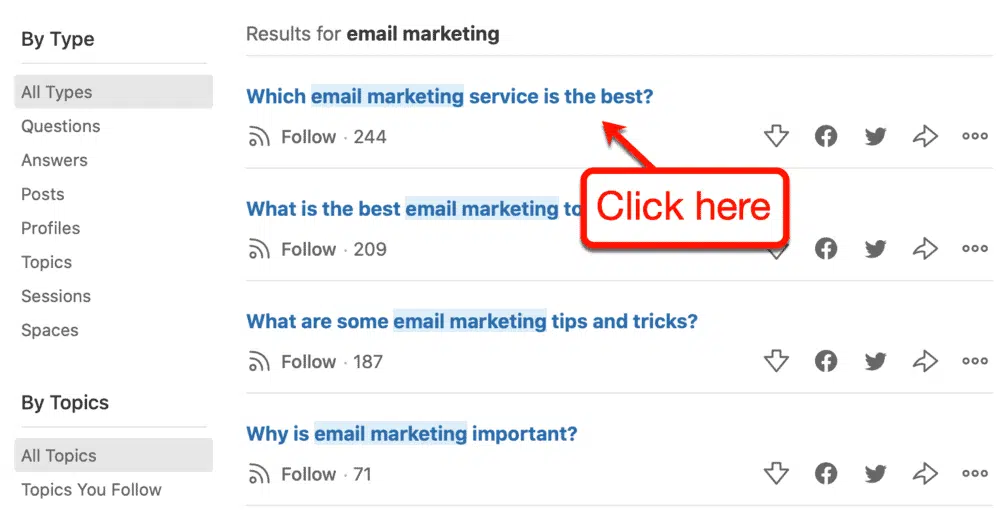 By Type
All Types
Questions
Answers
Posts
Profiles
Topics
Sessions
Spaces
By Topics
All Topics
Topics You Follow
Results for email marketing
Which email marketing service is the best?
Follow · 244
What is the best email marketing to
Click here
Follow · 209
What are some email marketing tips and tricks?
Follow · 187
Why is email marketing important?
Follow · 71